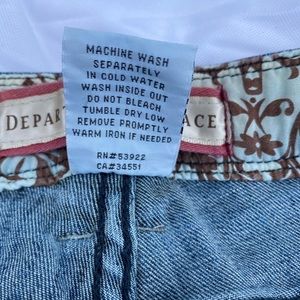 MACHINE WASH
SEPARATELY
IN COLD WATER
WASH INSIDE OUT
DO NOT BLEACH
TUMBLE DRY LOW
REMOVE PROMPTLY
WARM IRON IF NEEDED
RN#53922
CA#34551
DEPAR
ACE